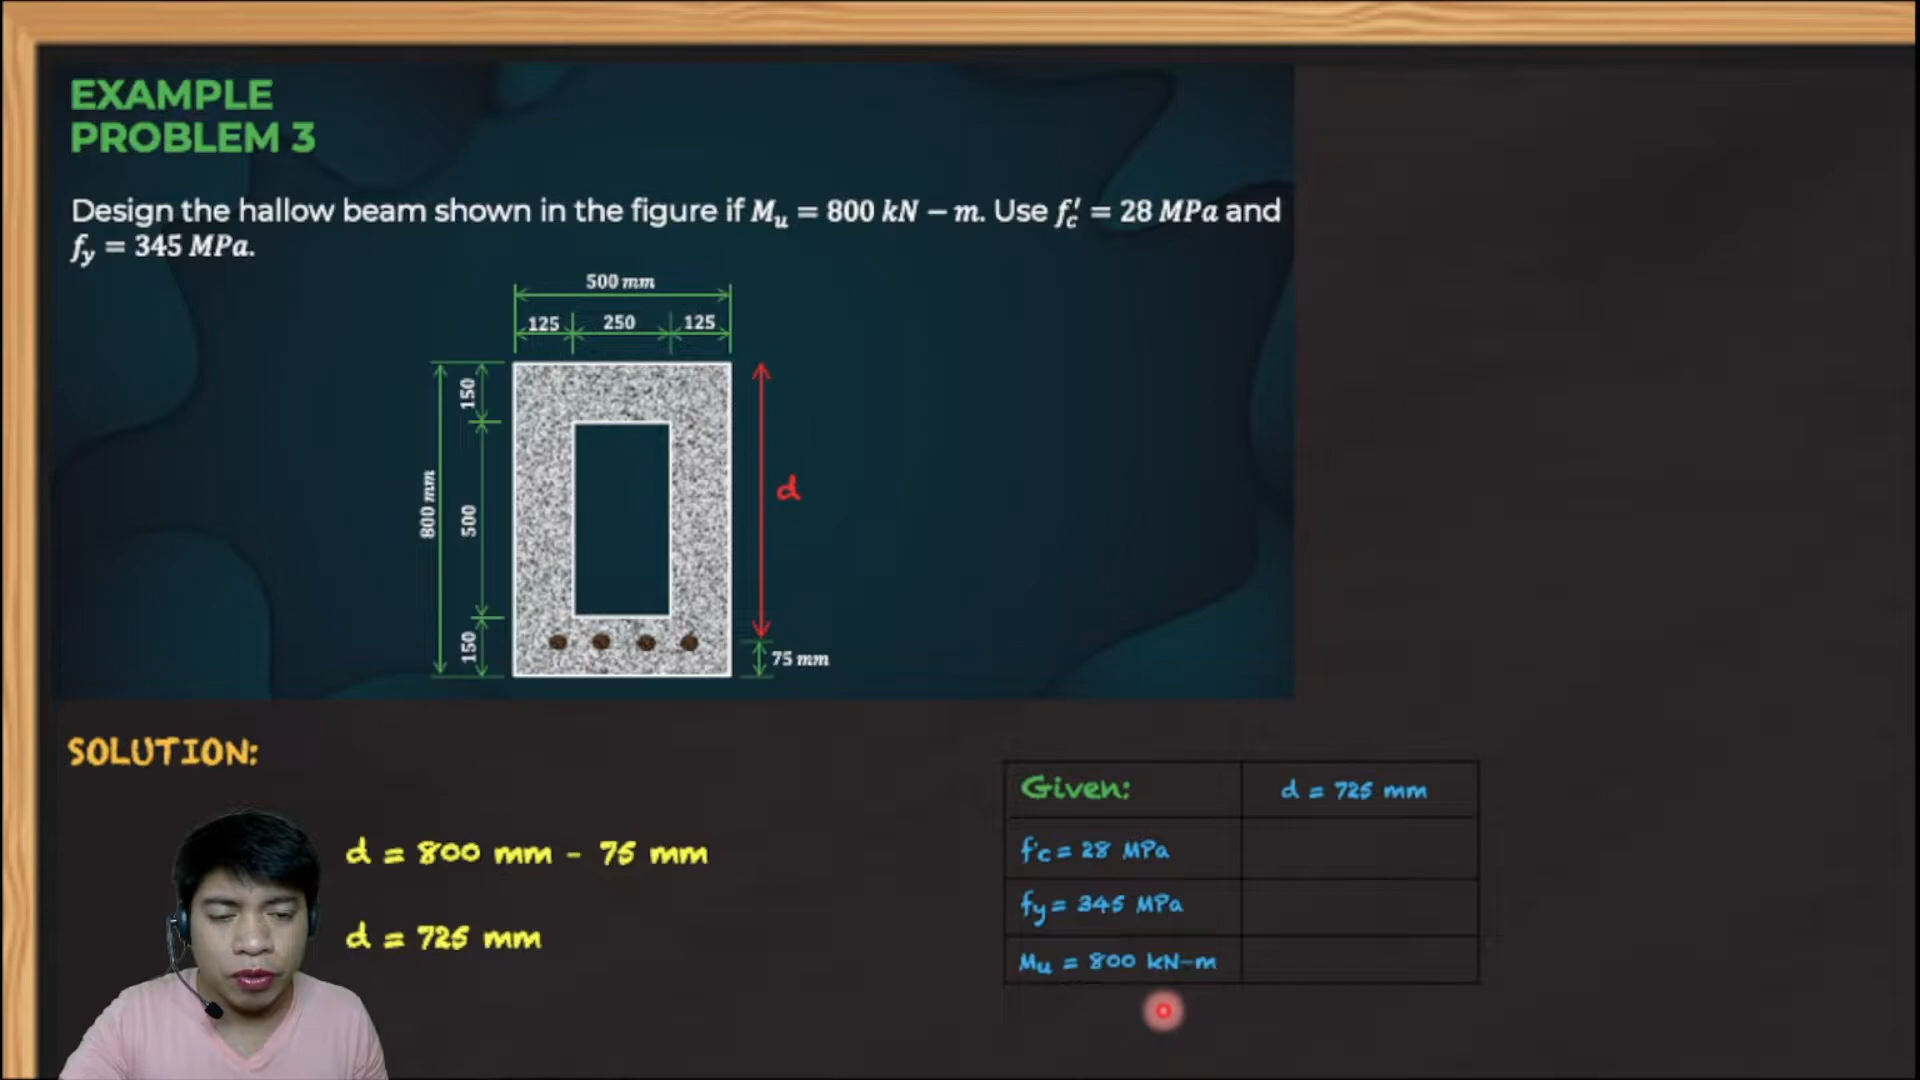 EXAMPLE
PROBLEM 3
Design the hallow beam shown in the figure if Mᵤ = 800 kN – m. Use f'c = 28 MPa and
fy = 345 MPa.
500 mm
125 250 125
150
800 mm
500
150
d
75 mm
SOLUTION:
d = 800 mm - 75 mm
d = 725 mm
Given: d = 725 mm
f'c = 28 MPa
fy = 345 MPa
Mu = 800 kN-m